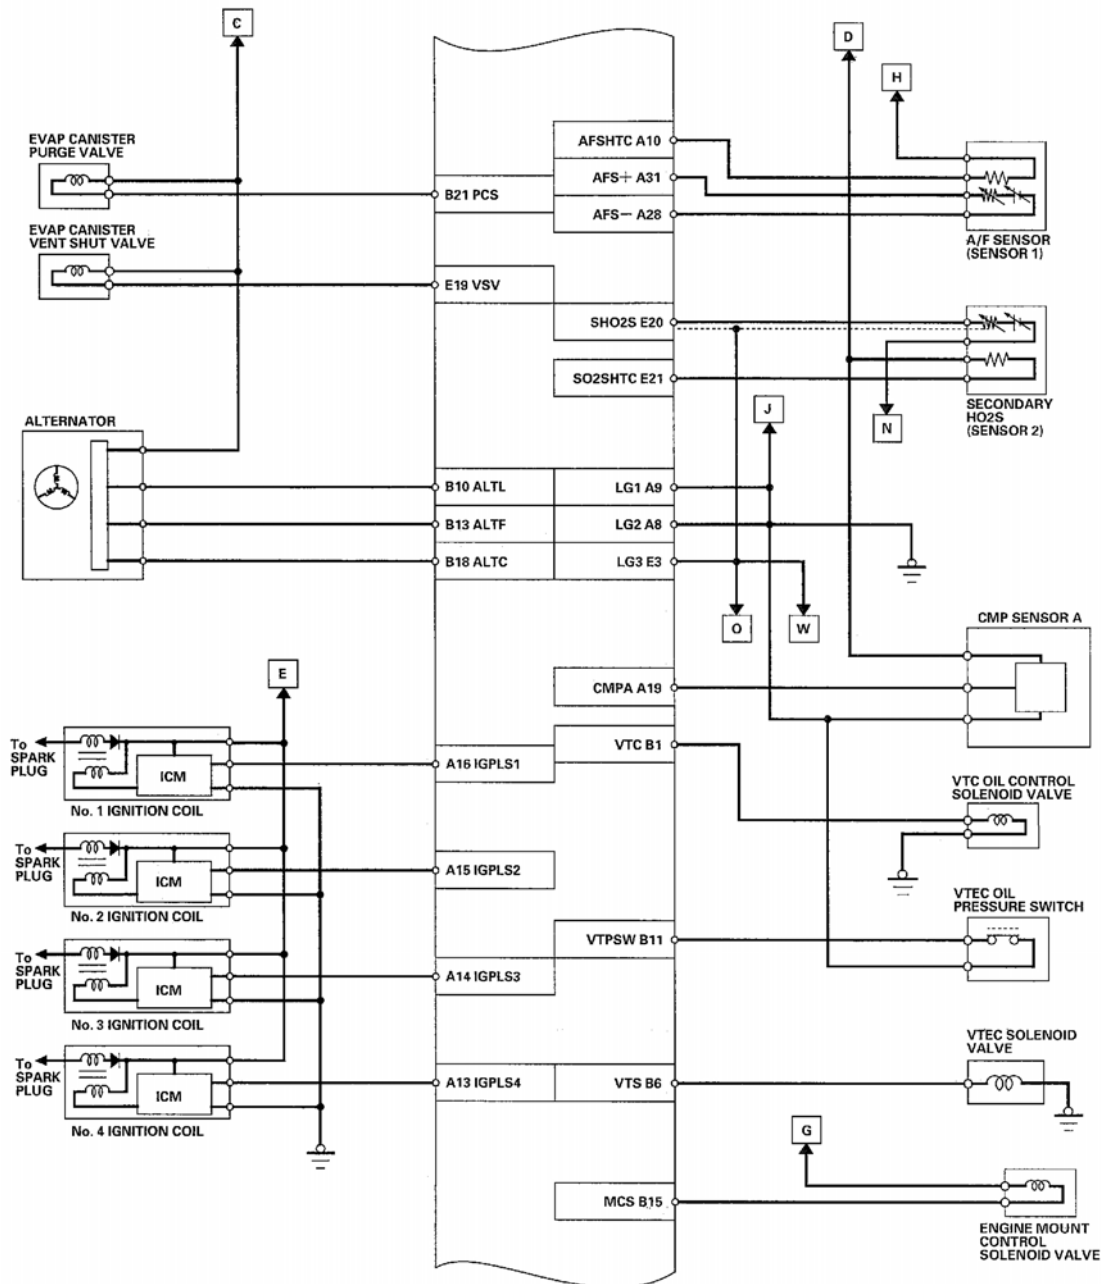 C
D
H
EVAP CANISTER
PURGE VALVE
AFSHTC A10
AFS+ A31
B21 PCS
AFS− A28
EVAP CANISTER
VENT SHUT VALVE
A/F SENSOR
(SENSOR 1)
E19 VSV
SHO2S E20
SO2SHTC E21
SECONDARY
HO2S
(SENSOR 2)
J
N
ALTERNATOR
B10 ALTL
LG1 A9
B13 ALTF
LG2 A8
B18 ALTC
LG3 E3
O
W
CMP SENSOR A
E
CMPA A19
To
SPARK
PLUG
ICM
No. 1 IGNITION COIL
A16 IGPLS1
VTC B1
VTC OIL CONTROL
SOLENOID VALVE
To
SPARK
PLUG
ICM
No. 2 IGNITION COIL
A15 IGPLS2
VTEC OIL
PRESSURE SWITCH
VTPSW B11
To
SPARK
PLUG
ICM
No. 3 IGNITION COIL
A14 IGPLS3
VTEC SOLENOID
VALVE
To
SPARK
PLUG
ICM
No. 4 IGNITION COIL
A13 IGPLS4
VTS B6
G
MCS B15
ENGINE MOUNT
CONTROL
SOLENOID VALVE